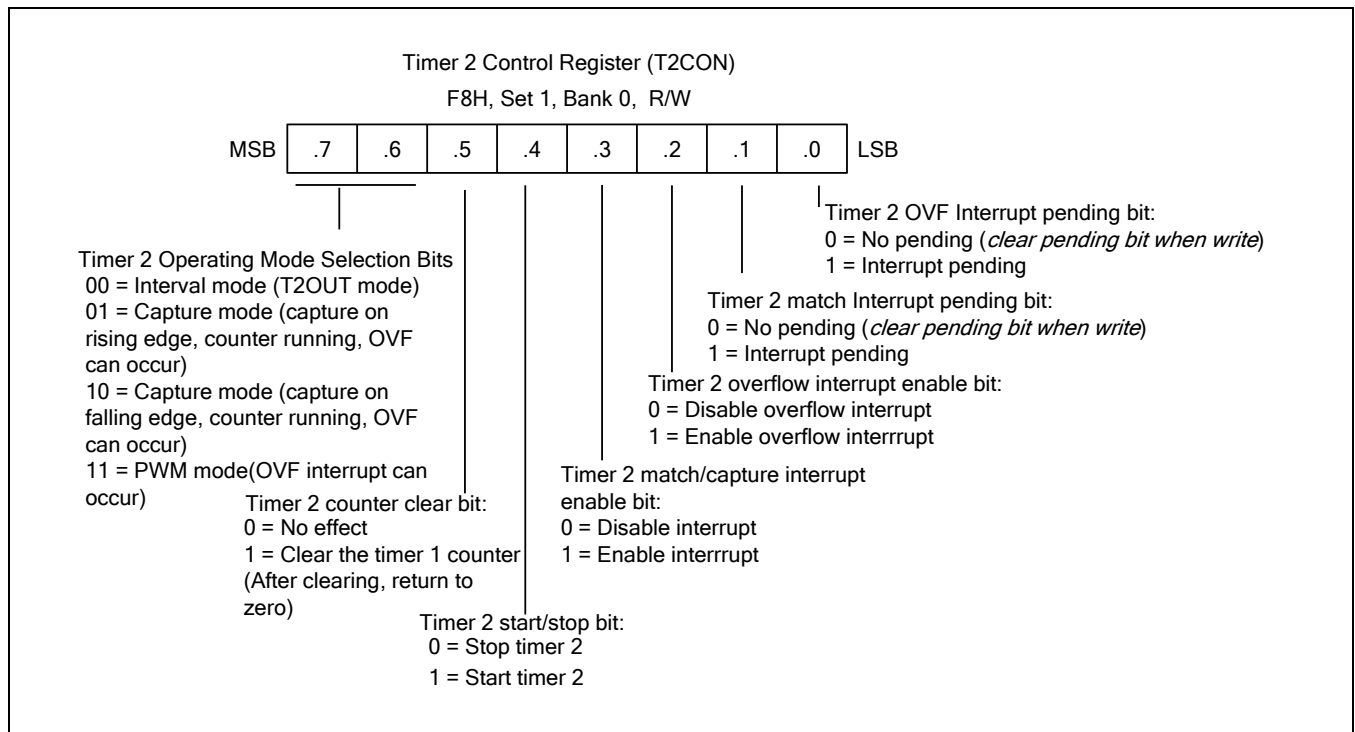 Timer 2 Control Register (T2CON)
F8H, Set 1, Bank 0, R/W
MSB .7 .6 .5 .4 .3 .2 .1 .0 LSB
Timer 2 OVF Interrupt pending bit:
0 = No pending (clear pending bit when write)
1 = Interrupt pending
Timer 2 match Interrupt pending bit:
0 = No pending (clear pending bit when write)
1 = Interrupt pending
Timer 2 overflow interrupt enable bit:
0 = Disable overflow interrupt
1 = Enable overflow interrrupt
Timer 2 match/capture interrupt
enable bit:
0 = Disable interrupt
1 = Enable interrrupt
Timer 2 start/stop bit:
0 = Stop timer 2
1 = Start timer 2
Timer 2 counter clear bit:
0 = No effect
1 = Clear the timer 1 counter
(After clearing, return to
zero)
Timer 2 Operating Mode Selection Bits
00 = Interval mode (T2OUT mode)
01 = Capture mode (capture on
rising edge, counter running, OVF
can occur)
10 = Capture mode (capture on
falling edge, counter running, OVF
can occur)
11 = PWM mode(OVF interrupt can
occur)